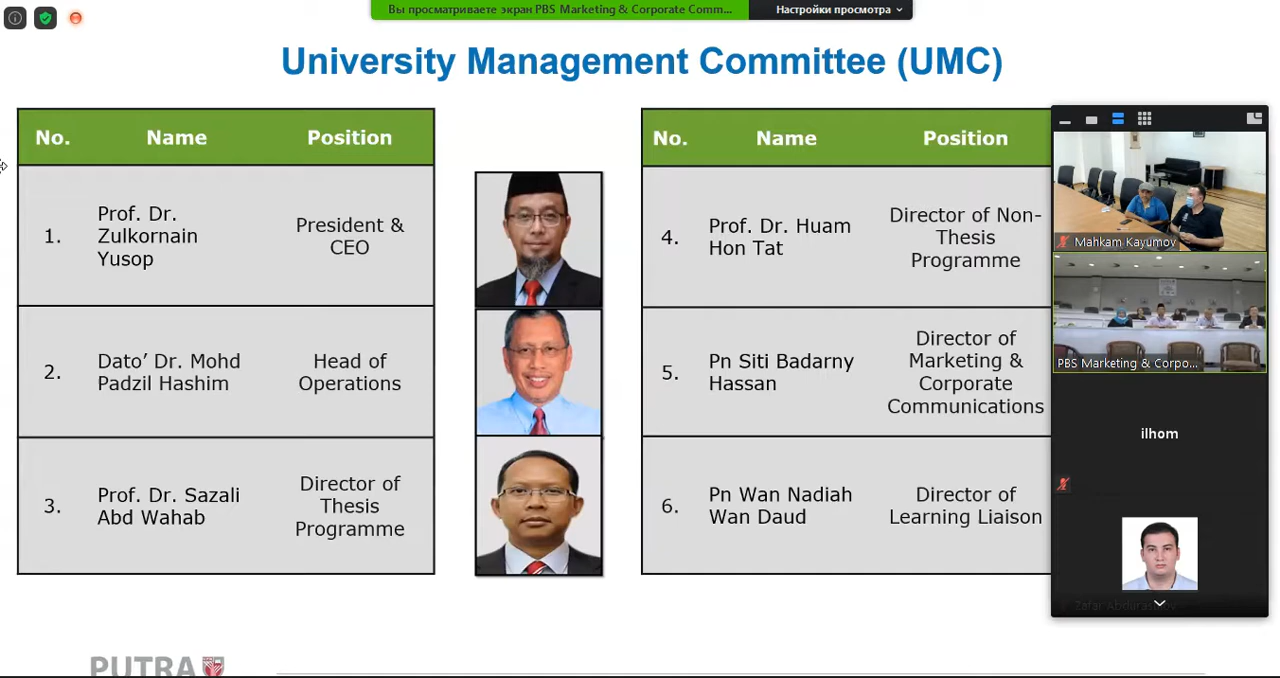 Вы просматриваете экран PBS Marketing & Corporate Comm...
Настройки просмотра
University Management Committee (UMC)
No. Name Position
1. Prof. Dr. Zulkornain Yusop President & CEO
2. Dato’ Dr. Mohd Padzil Hashim Head of Operations
3. Prof. Dr. Sazali Abd Wahab Director of Thesis Programme
No. Name Position
4. Prof. Dr. Huam Hon Tat Director of Non-Thesis Programme
5. Pn Siti Badarny Hassan Director of Marketing & Corporate Communications
6. Pn Wan Nadiah Wan Daud Director of Learning Liaison
Mahkam Kayumov
PBS Marketing & Corpo...
ilhom
PUTRA